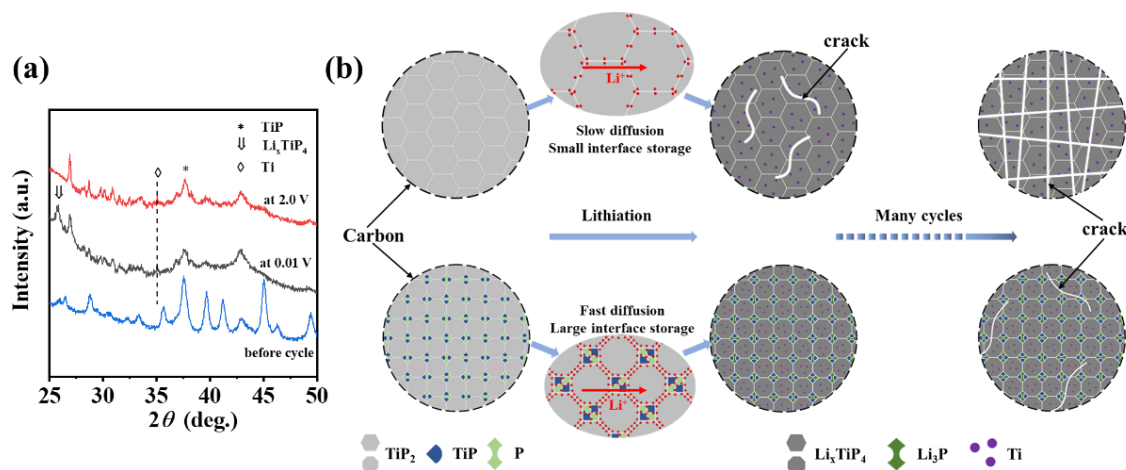 (a)
* TiP
⇓ LiₓTiP₄
◇ Ti
◇
*
⇓
at 2.0 V
at 0.01 V
before cycle
Intensity (a.u.)
25 30 35 40 45 50
2θ (deg.)
(b)
Li⁺
Slow diffusion
Small interface storage
crack
Carbon
Lithiation
Many cycles
crack
Fast diffusion
Large interface storage
Li⁺
TiP₂ TiP P LiₓTiP₄ Li₃P Ti